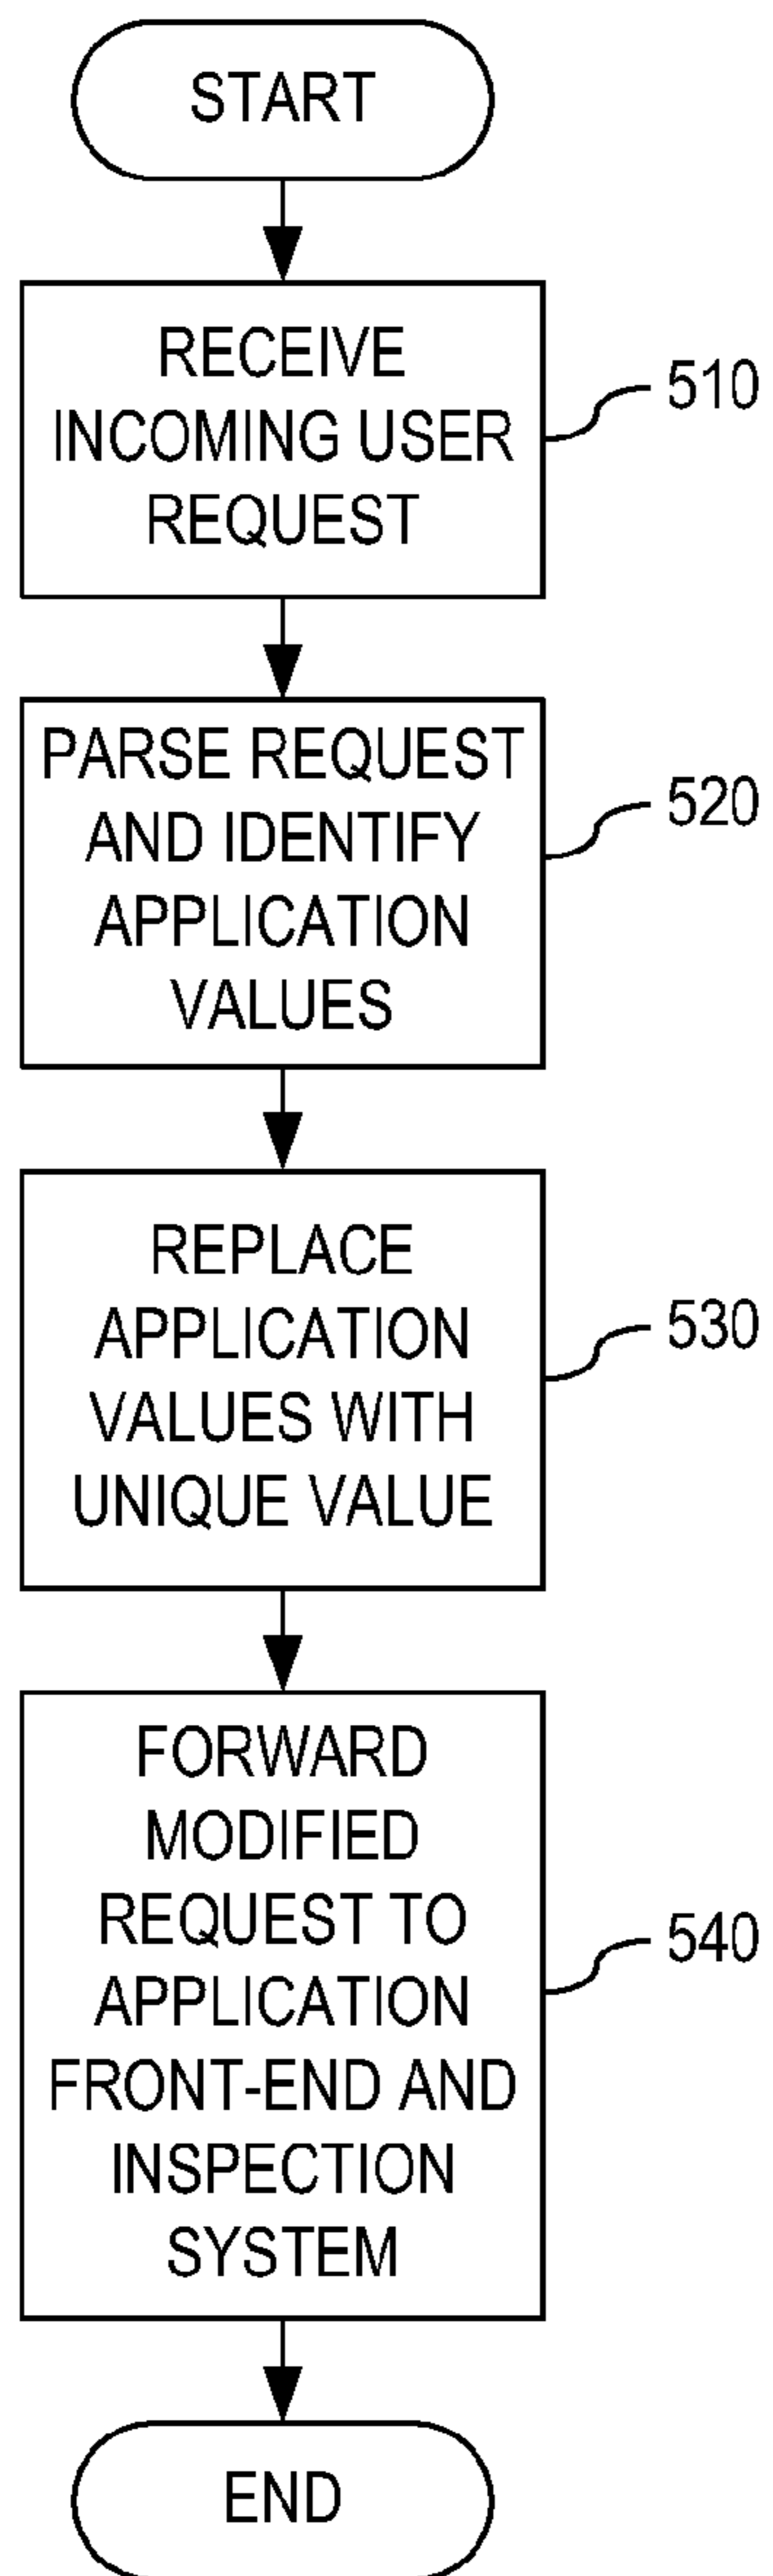 START
RECEIVE
INCOMING USER
REQUEST
510
PARSE REQUEST
AND IDENTIFY
APPLICATION
VALUES
520
REPLACE
APPLICATION
VALUES WITH
UNIQUE VALUE
530
FORWARD
MODIFIED
REQUEST TO
APPLICATION
FRONT-END AND
INSPECTION
SYSTEM
540
END